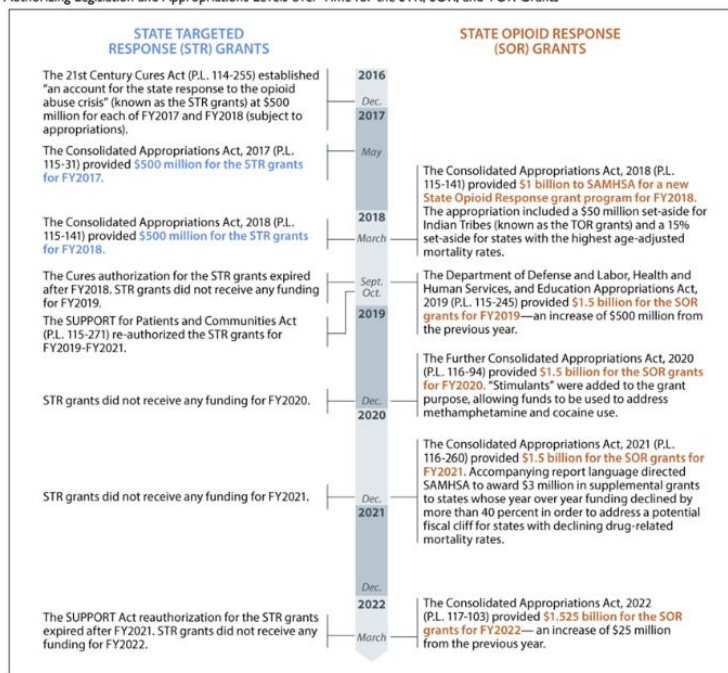 Authorizing Legislation and Appropriations Levels over Time for the STR, SOR, and TOR Grants
STATE TARGETED
RESPONSE (STR) GRANTS
STATE OPIOID RESPONSE
(SOR) GRANTS
The 21st Century Cures Act (P.L. 114-255) established
"an account for the state response to the opioid
abuse crisis" (known as the STR grants) at $500
million for each of FY2017 and FY2018 (subject to
appropriations).
2016
Dec.
2017
The Consolidated Appropriations Act, 2017 (P.L.
115-31) provided $500 million for the STR grants
for FY2017.
May
The Consolidated Appropriations Act, 2018 (P.L.
115-141) provided $1 billion to SAMHSA for a new
State Opioid Response grant program for FY2018.
The appropriation included a $50 million set-aside for
Indian Tribes (known as the TOR grants) and a 15%
set-aside for states with the highest age-adjusted
mortality rates.
2018
March
The Consolidated Appropriations Act, 2018 (P.L.
115-141) provided $500 million for the STR grants
for FY2018.
The Cures authorization for the STR grants expired
after FY2018. STR grants did not receive any funding
for FY2019.
Sept.
Oct.
2019
The Department of Defense and Labor, Health and
Human Services, and Education Appropriations Act,
2019 (P.L. 115-245) provided $1.5 billion for the SOR
grants for FY2019—an increase of $500 million from
the previous year.
The SUPPORT for Patients and Communities Act
(P.L. 115-271) re-authorized the STR grants for
FY2019-FY2021.
The Further Consolidated Appropriations Act, 2020
(P.L. 116-94) provided $1.5 billion for the SOR grants
for FY2020. "Stimulants" were added to the grant
purpose, allowing funds to be used to address
methamphetamine and cocaine use.
STR grants did not receive any funding for FY2020.
Dec.
2020
The Consolidated Appropriations Act, 2021 (P.L.
116-260) provided $1.5 billion for the SOR grants for
FY2021. Accompanying report language directed
SAMHSA to award $3 million in supplemental grants
to states whose year over year funding declined by
more than 40 percent in order to address a potential
fiscal cliff for states with declining drug-related
mortality rates.
STR grants did not receive any funding for FY2021.
Dec.
2021
Dec.
2022
The SUPPORT Act reauthorization for the STR grants
expired after FY2021. STR grants did not receive any
funding for FY2022.
March
The Consolidated Appropriations Act, 2022
(P.L. 117-103) provided $1.525 billion for the SOR
grants for FY2022— an increase of $25 million
from the previous year.